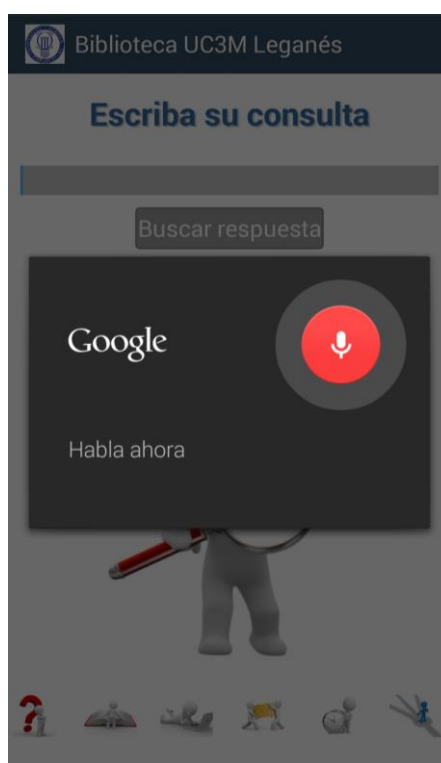 Biblioteca UC3M Leganés
Escriba su consulta
Buscar respuesta
Google
Habla ahora